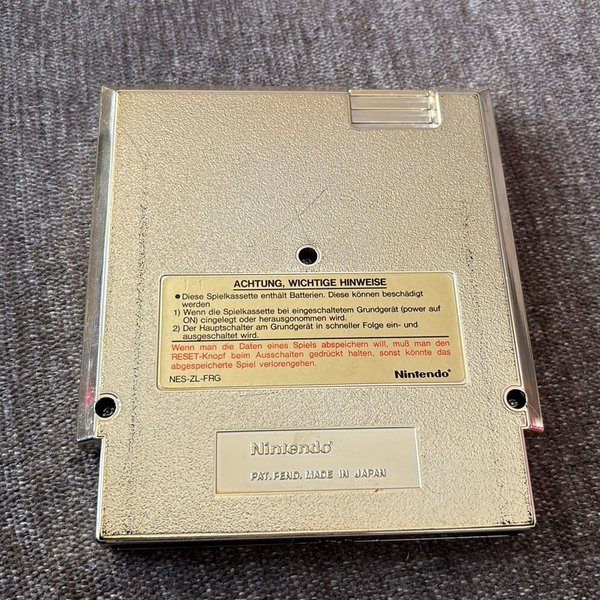 ACHTUNG, WICHTIGE HINWEISE
● Diese Spielkassette enthält Batterien. Diese können beschädigt
werden
1) Wenn die Spielkassette bei eingeschaltetem Grundgerät (power auf
ON) eingelegt oder herausgonommen wird.
2) Der Hauptschalter am Grundgerät in schneller Folge ein- und
ausgeschaltet wird.
Wenn man die Daten eines Spiels abspeichern will, muß man den
RESET-Knopf beim Ausschalten gedrückt halten, sonst könnte das
abgespeicherte Spiel verlorengehen.
NES-ZL-FRG Nintendo®
Nintendo®
PAT. PEND. MADE IN JAPAN